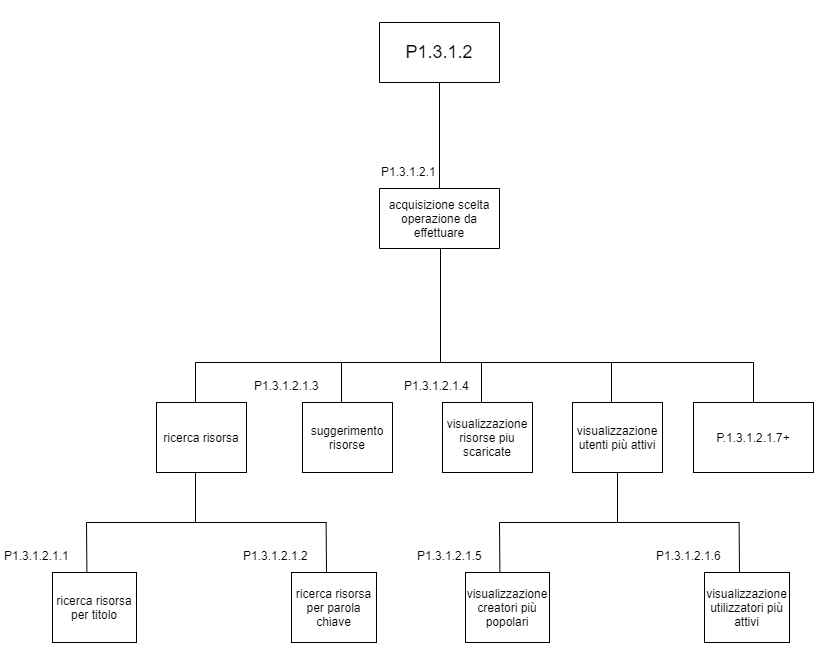 P1.3.1.2
P1.3.1.2.1
acquisizione scelta
operazione da
effettuare
P1.3.1.2.1.3
P1.3.1.2.1.4
ricerca risorsa
suggerimento
risorse
visualizzazione
risorse piu
scaricate
visualizzazione
utenti più attivi
P.1.3.1.2.1.7+
P1.3.1.2.1.1
P1.3.1.2.1.2
P1.3.1.2.1.5
P1.3.1.2.1.6
ricerca risorsa
per titolo
ricerca risorsa
per parola
chiave
visualizzazione
creatori più
popolari
visualizzazione
utilizzatori più
attivi